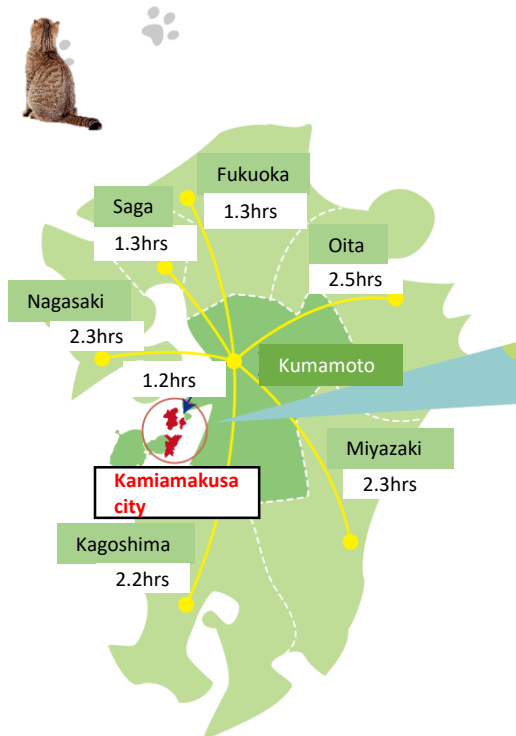 Fukuoka
1.3hrs
Saga
1.3hrs
Oita
2.5hrs
Nagasaki
2.3hrs
Kumamoto
1.2hrs
Miyazaki
2.3hrs
Kamiamakusa
city
Kagoshima
2.2hrs